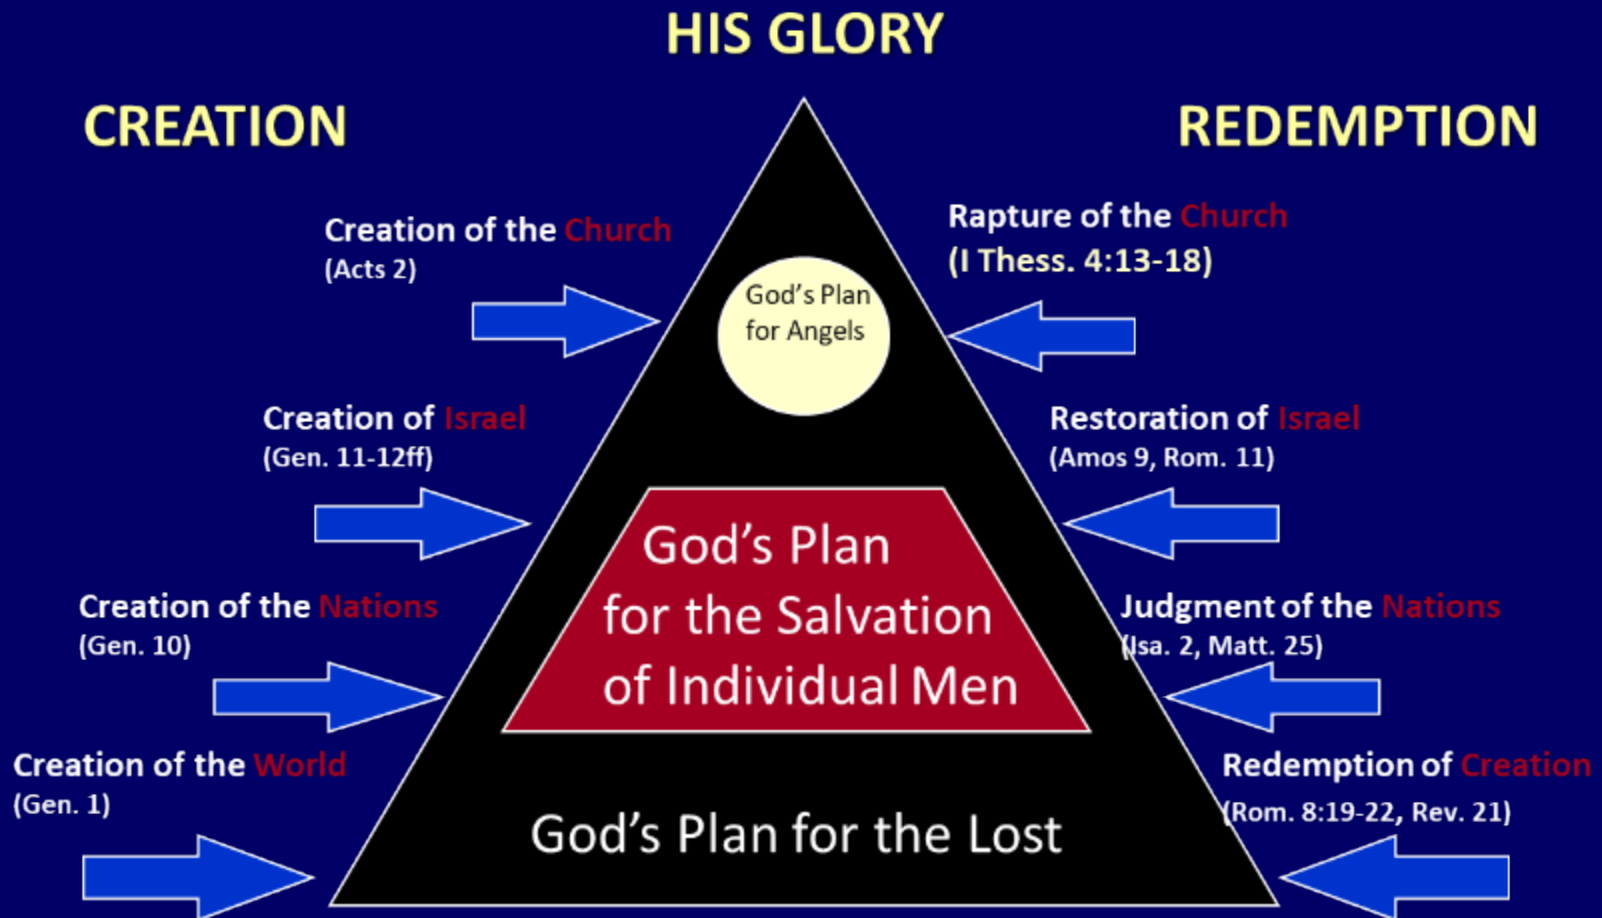 HIS GLORY
CREATION
REDEMPTION
Creation of the Church
(Acts 2)
Rapture of the Church
(I Thess. 4:13-18)
God’s Plan
for Angels
Creation of Israel
(Gen. 11-12ff)
Restoration of Israel
(Amos 9, Rom. 11)
God’s Plan
for the Salvation
of Individual Men
Creation of the Nations
(Gen. 10)
Judgment of the Nations
(Isa. 2, Matt. 25)
Creation of the World
(Gen. 1)
Redemption of Creation
(Rom. 8:19-22, Rev. 21)
God’s Plan for the Lost